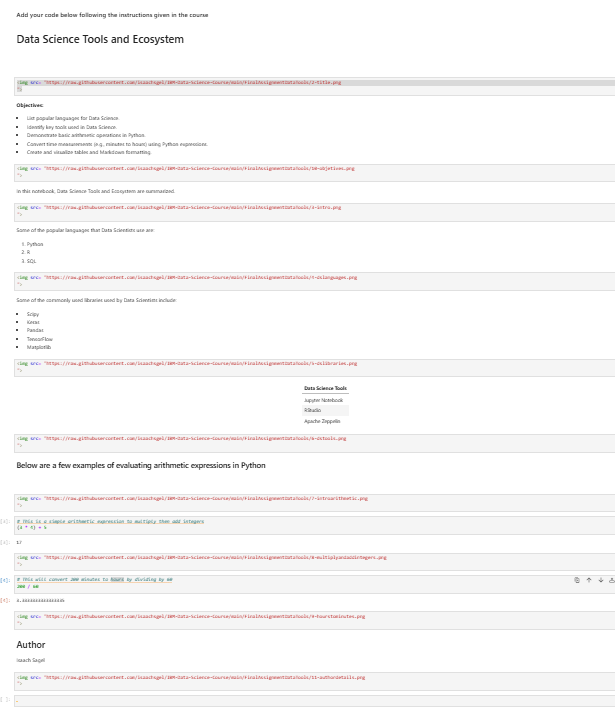 Add your code below following the instructions given in the course
Data Science Tools and Ecosystem
<img src= "https://raw.githubusercontent.com/isaachsgel/IBM-Data-Science-Course/main/FinalAssignmentDataTools/2-title.png
">
Objectives:
• List popular languages for Data Science.
• Identify key tools used in Data Science.
• Demonstrate basic arithmetic operations in Python.
• Convert time measurements (e.g., minutes to hours) using Python expressions.
• Create and visualize tables and Markdown formatting.
<img src= "https://raw.githubusercontent.com/isaachsgel/IBM-Data-Science-Course/main/FinalAssignmentDataTools/10-objetives.png
">
In this notebook, Data Science Tools and Ecosystem are summarized.
<img src= "https://raw.githubusercontent.com/isaachsgel/IBM-Data-Science-Course/main/FinalAssignmentDataTools/3-intro.png
">
Some of the popular languages that Data Scientists use are:
1. Python
2. R
3. SQL
<img src= "https://raw.githubusercontent.com/isaachsgel/IBM-Data-Science-Course/main/FinalAssignmentDataTools/4-dslanguages.png
">
Some of the commonly used libraries used by Data Scientists include:
• Scipy
• Keras
• Pandas
• TensorFlow
• Matplotlib
<img src= "https://raw.githubusercontent.com/isaachsgel/IBM-Data-Science-Course/main/FinalAssignmentDataTools/5-dslibraries.png
">
Data Science Tools
Jupyter Notebook
RStudio
Apache Zeppelin
<img src= "https://raw.githubusercontent.com/isaachsgel/IBM-Data-Science-Course/main/FinalAssignmentDataTools/6-dstools.png
">
Below are a few examples of evaluating arithmetic expressions in Python
<img src= "https://raw.githubusercontent.com/isaachsgel/IBM-Data-Science-Course/main/FinalAssignmentDataTools/7-introarithmetic.png
">
# This is a simple arithmetic expression to multiply then add integers
(3 * 4) + 5
17
<img src= "https://raw.githubusercontent.com/isaachsgel/IBM-Data-Science-Course/main/FinalAssignmentDataTools/8-multiplyandaddintegers.png
">
# This will convert 200 minutes to hours by dividing by 60
200 / 60
<img src= "https://raw.githubusercontent.com/isaachsgel/IBM-Data-Science-Course/main/FinalAssignmentDataTools/9-hourstominutes.png
">
Author
Isaach Sagel
<img src= "https://raw.githubusercontent.com/isaachsgel/IBM-Data-Science-Course/main/FinalAssignmentDataTools/11-authordetails.png
">
[ ]: